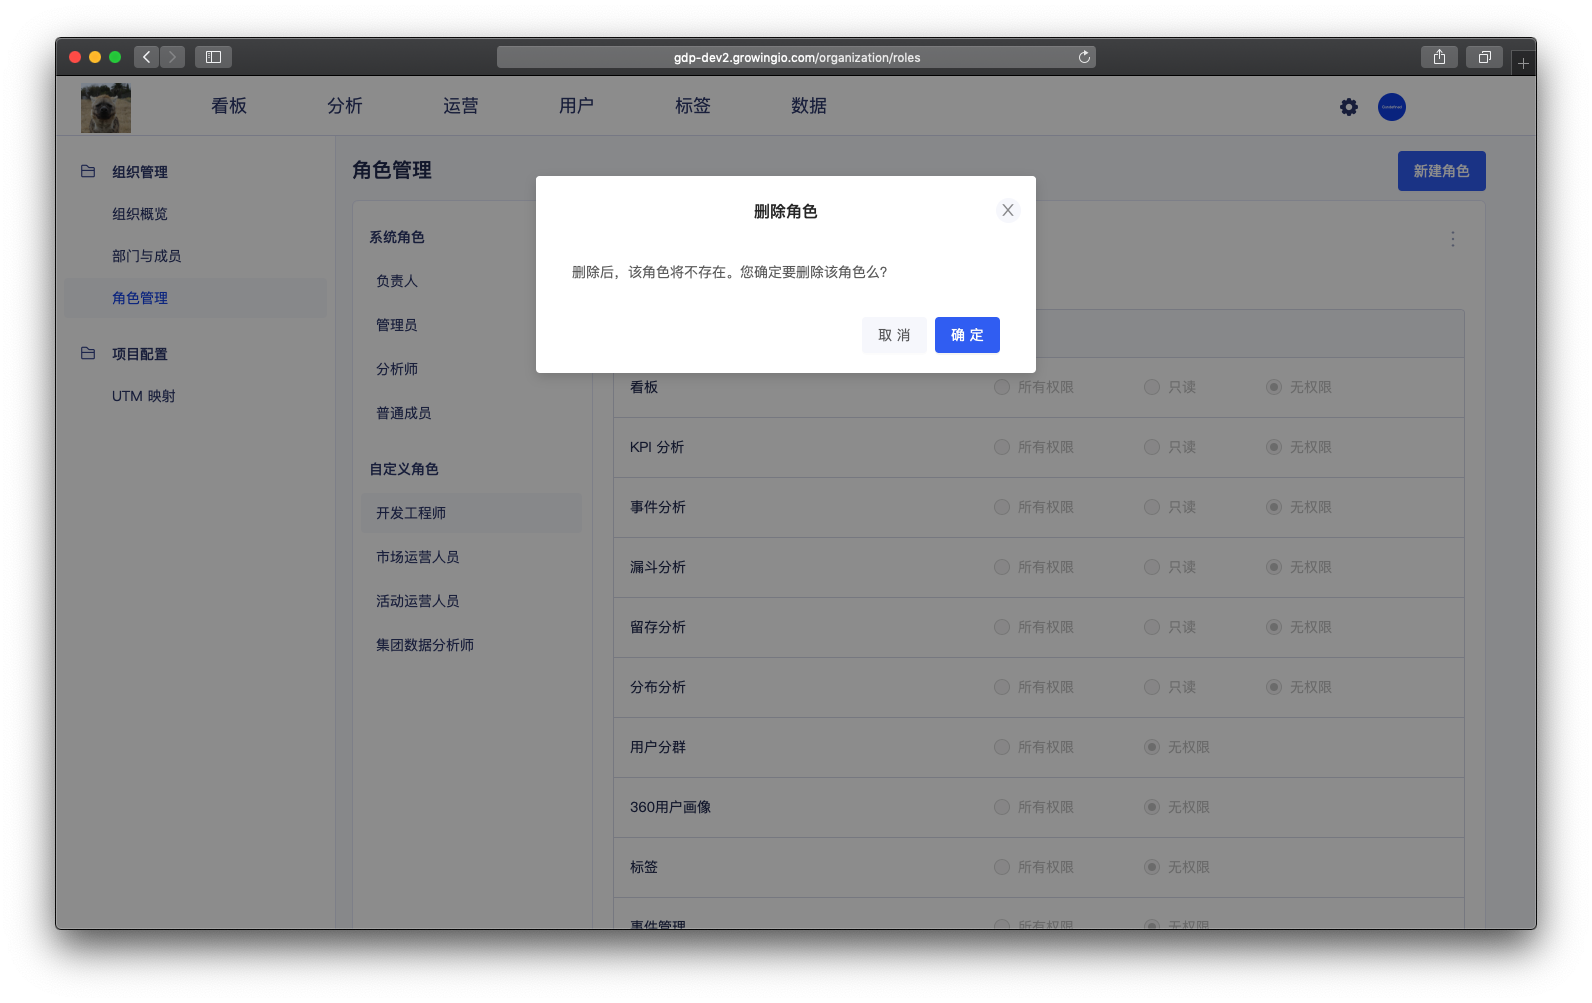 gdp-dev2.growingio.com/organization/roles
看板 分析 运营 用户 标签 数据
组织管理
组织概览
部门与成员
角色管理
项目配置
UTM 映射
角色管理
新建角色
系统角色
负责人
管理员
分析师
普通成员
自定义角色
开发工程师
市场运营人员
活动运营人员
集团数据分析师
删除角色
删除后，该角色将不存在。您确定要删除该角色么?
取 消 确 定
看板 所有权限 只读 无权限
KPI 分析 所有权限 只读 无权限
事件分析 所有权限 只读 无权限
漏斗分析 所有权限 只读 无权限
留存分析 所有权限 只读 无权限
分布分析 所有权限 只读 无权限
用户分群 所有权限 无权限
360用户画像 所有权限 无权限
标签 所有权限 无权限
事件管理 所有权限 无权限